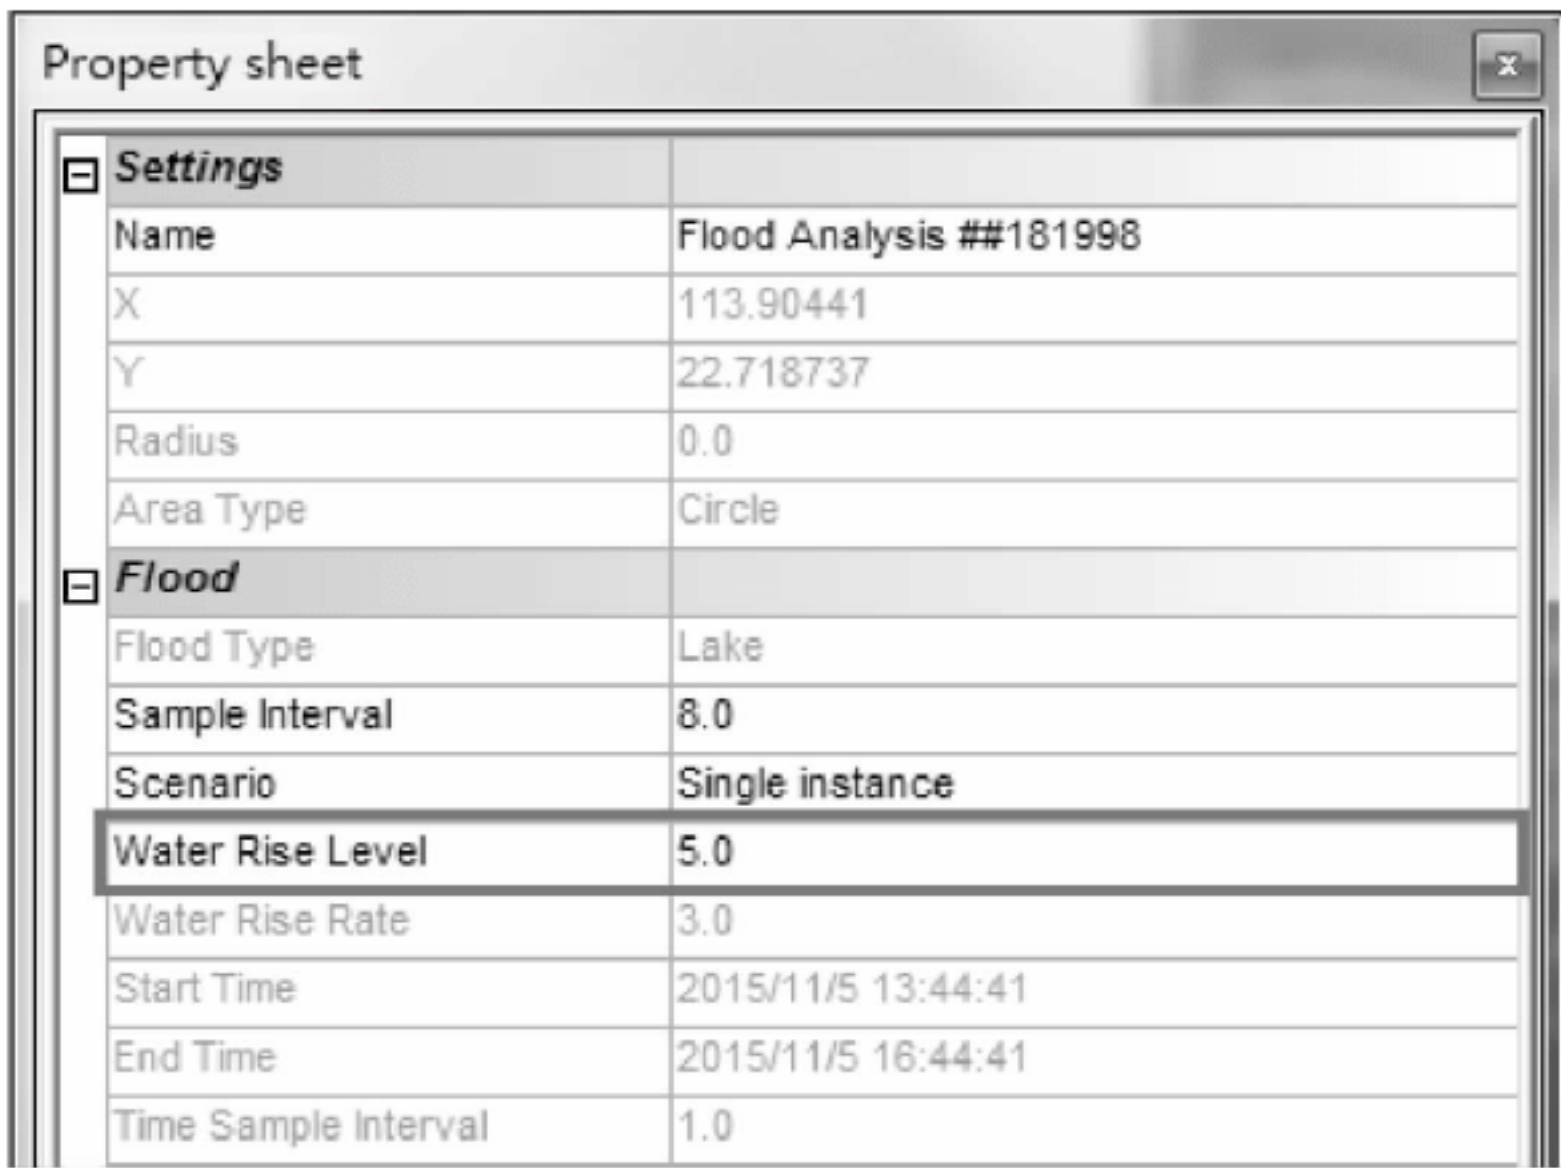 Property sheet
x
Settings
Name Flood Analysis ##181998
X 113.90441
Y 22.718737
Radius 0.0
Area Type Circle
Flood
Flood Type Lake
Sample Interval 8.0
Scenario Single instance
Water Rise Level 5.0
Water Rise Rate 3.0
Start Time 2015/11/5 13:44:41
End Time 2015/11/5 16:44:41
Time Sample Interval 1.0